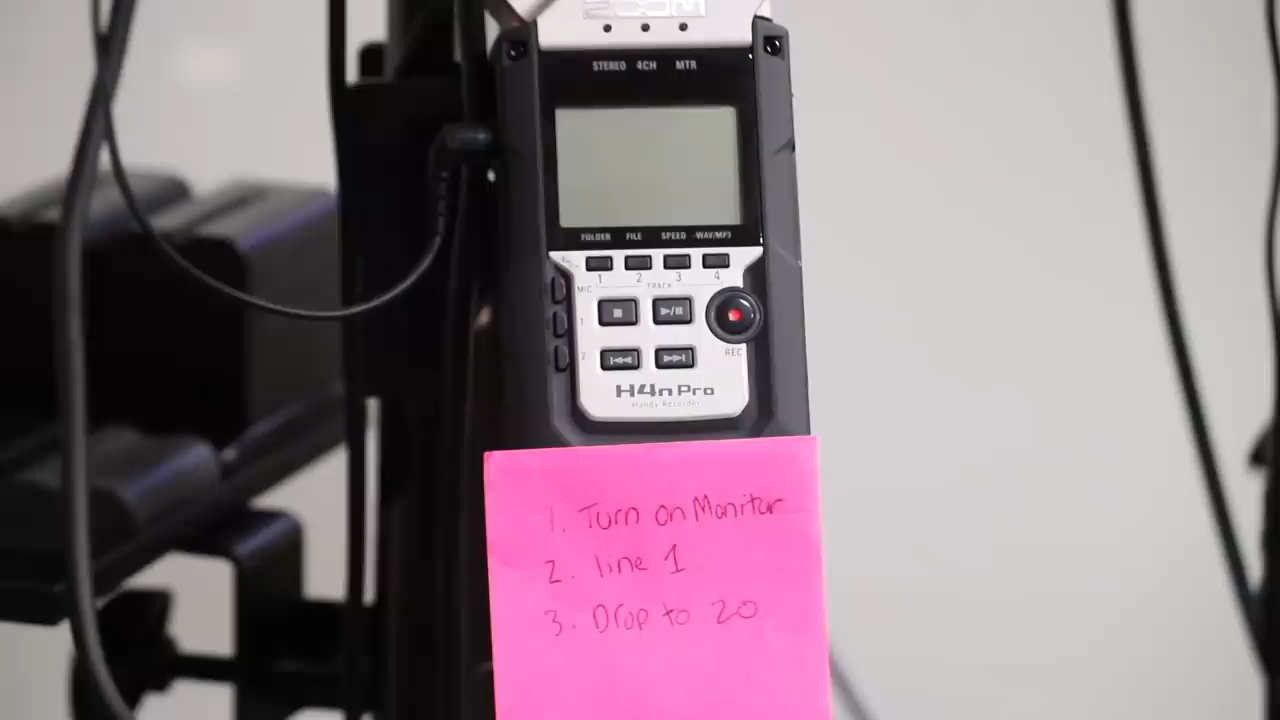 ZOOM
STEREO 4CH MTR
FOLDER FILE SPEED WAV/MP3
1 2 3 4
MIC TRACK
1
REC
2
H4n Pro
Handy Recorder
1. Turn on Monitor
2. line 1
3. Drop to 20